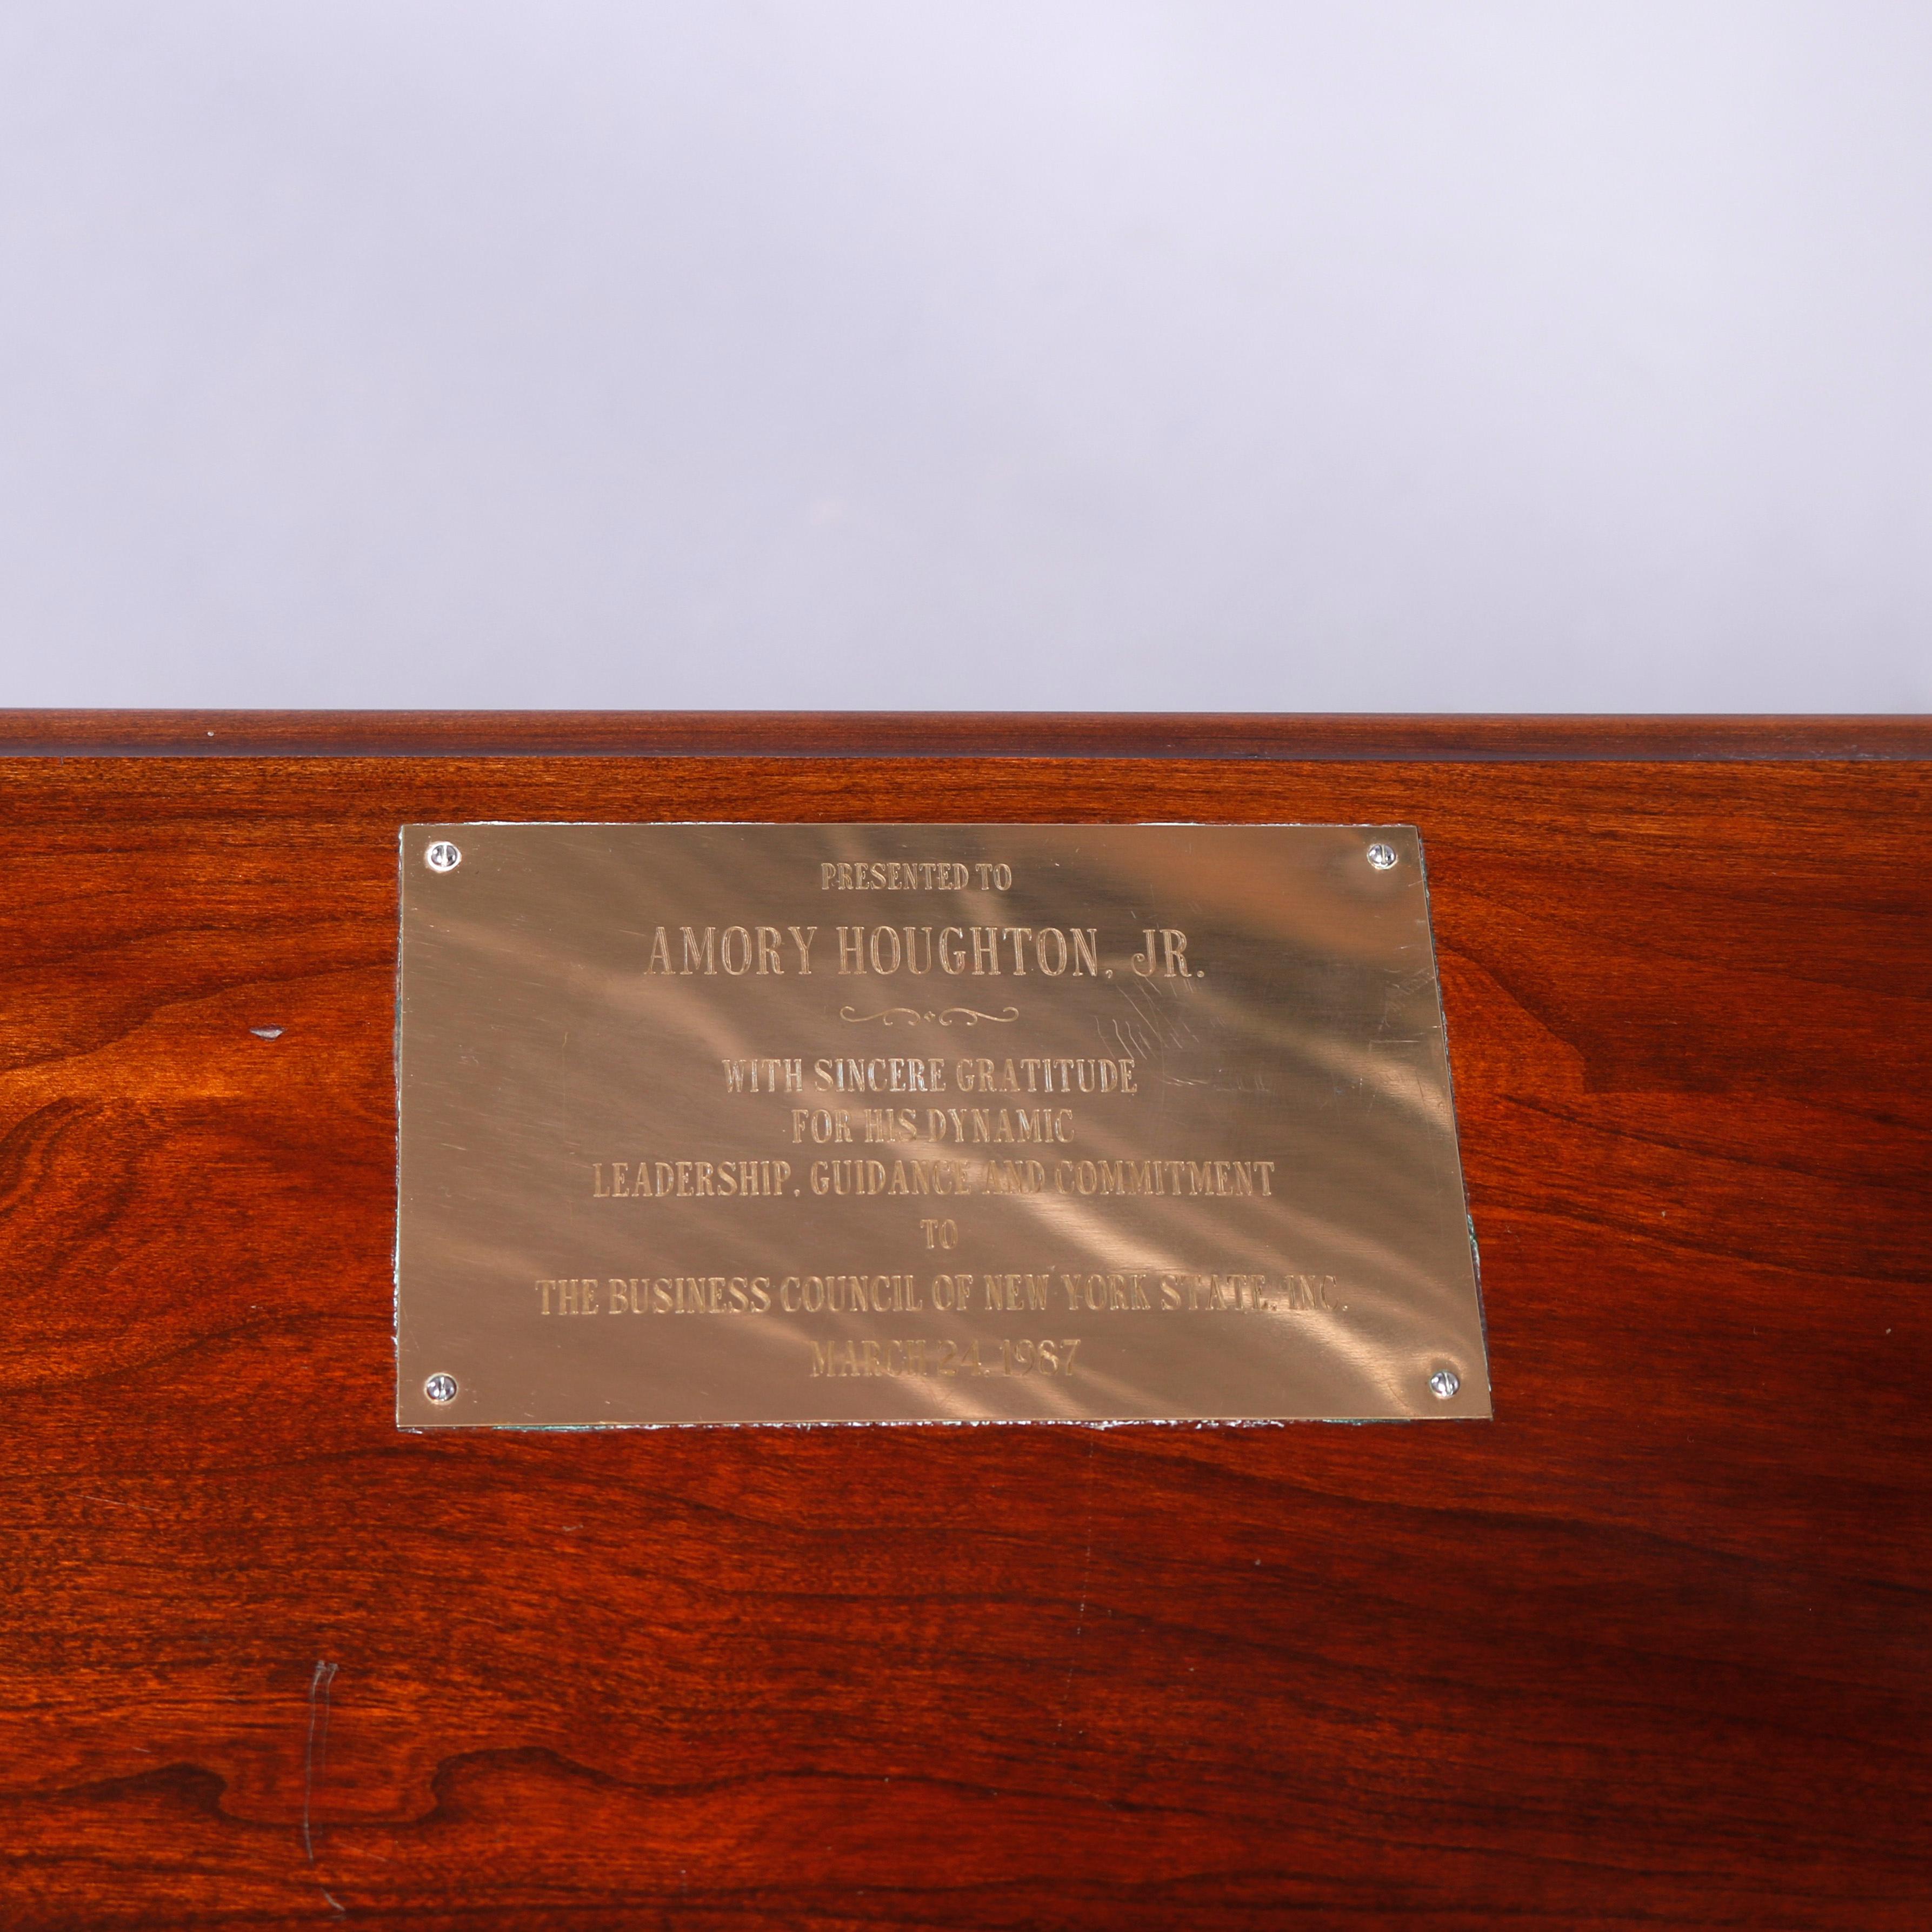 PRESENTED TO
AMORY HOUGHTON, JR.
WITH SINCERE GRATITUDE
FOR HIS DYNAMIC
LEADERSHIP, GUIDANCE AND COMMITMENT
TO
THE BUSINESS COUNCIL OF NEW YORK STATE, INC.
MARCH 24, 1987